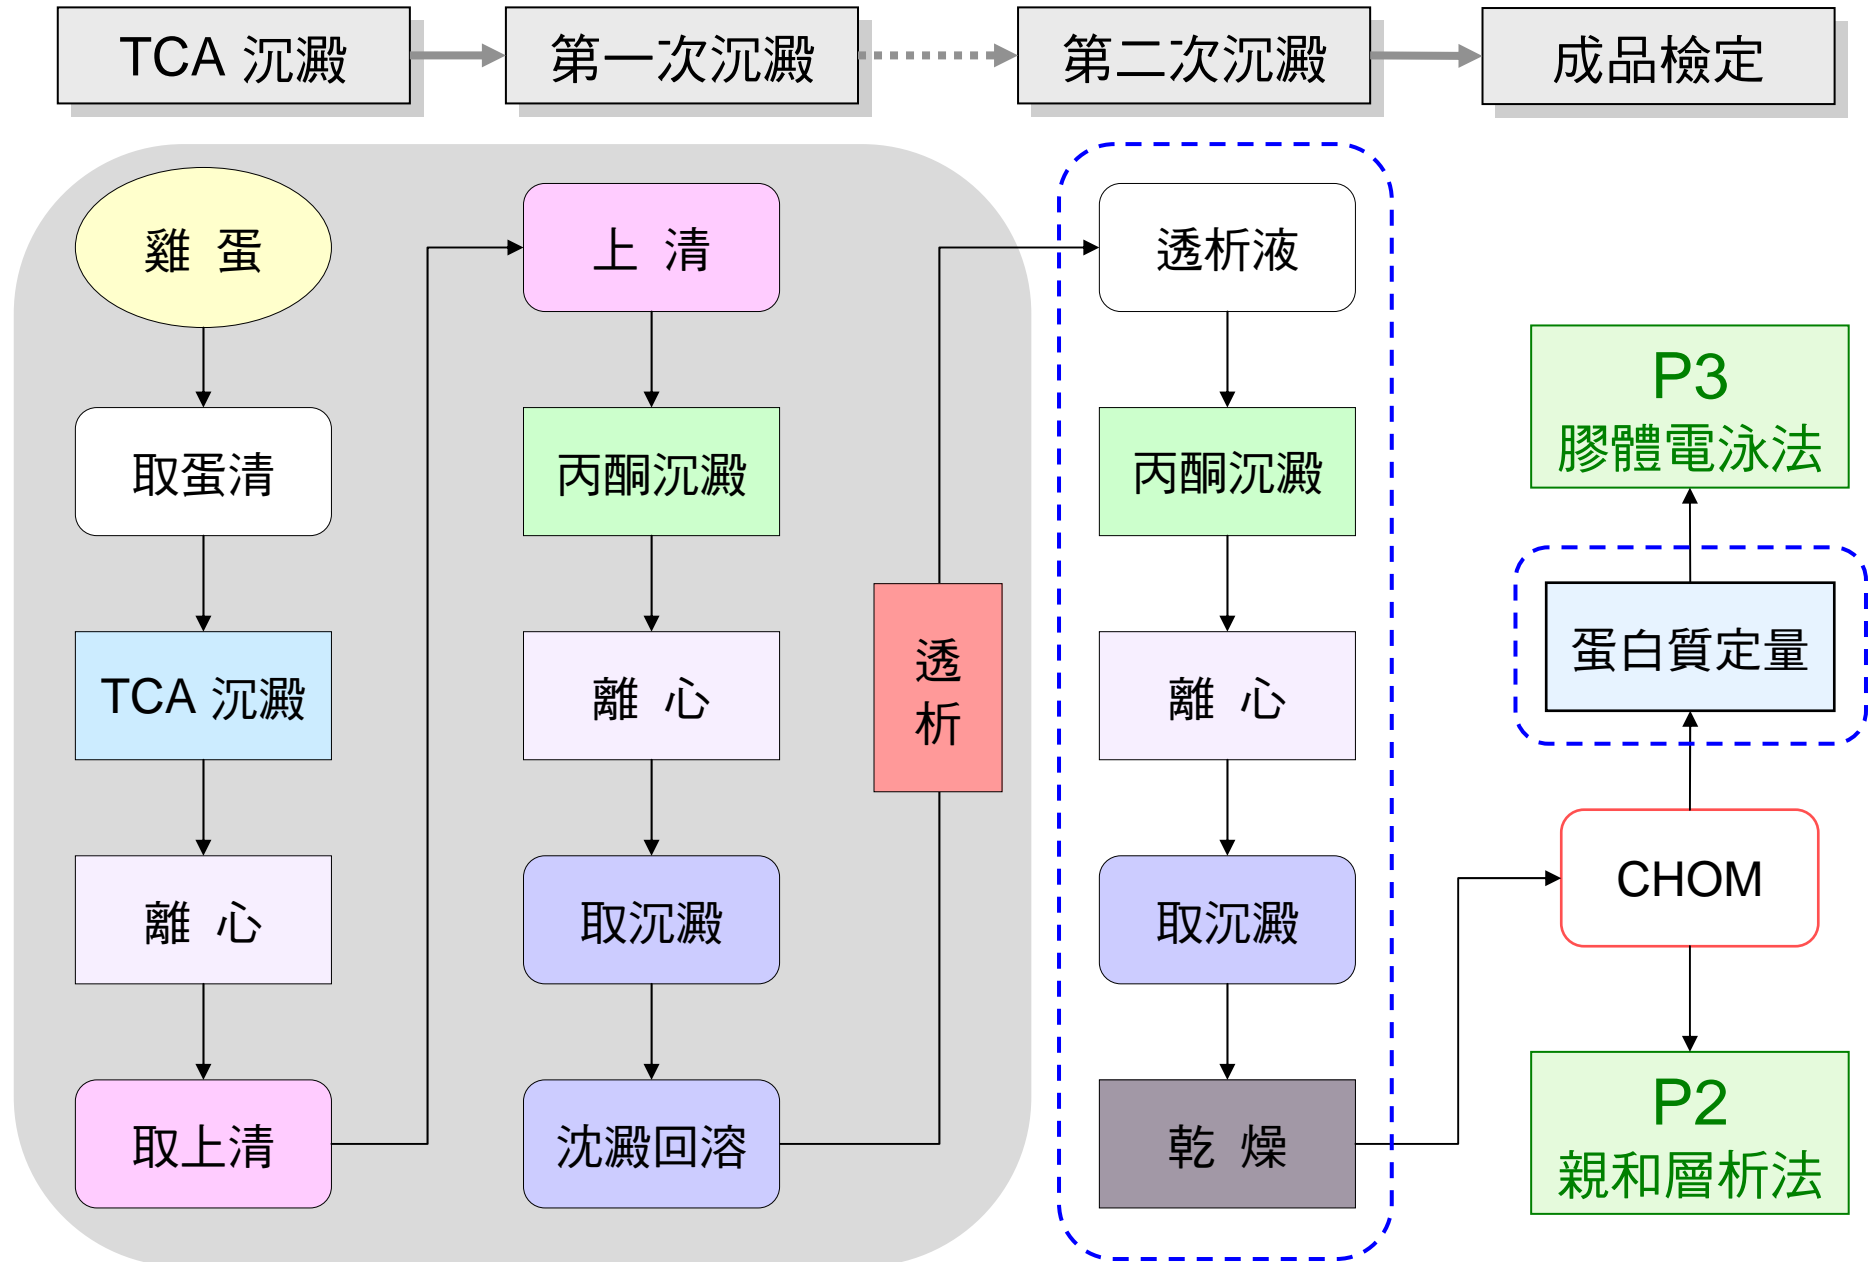 TCA 沉澱
第一次沉澱
第二次沉澱
成品檢定
雞 蛋
取蛋清
TCA 沉澱
離 心
取上清
上 清
丙酮沉澱
離 心
取沉澱
沈澱回溶
透
析
透析液
丙酮沉澱
離 心
取沉澱
乾 燥
P3
膠體電泳法
蛋白質定量
CHOM
P2
親和層析法